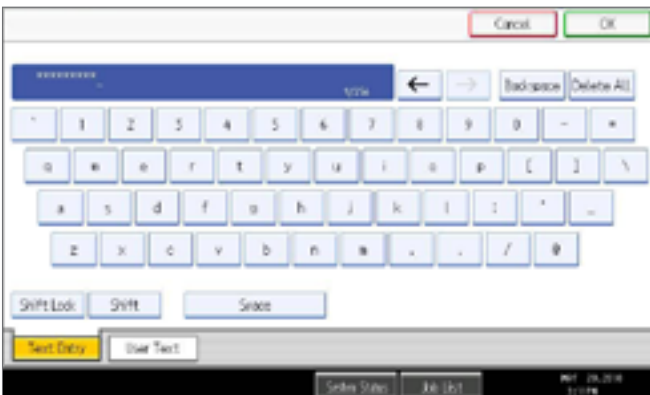 Cancel OK
*********_
← → Backspace Delete All
` 1 2 3 4 5 6 7 8 9 0 -
q w e r t y u i o p [ ] \
a s d f g h j k l _
z x c v b n m , . / @
Shift Lock Shift Space
Text Entry User Text
System Status Job List